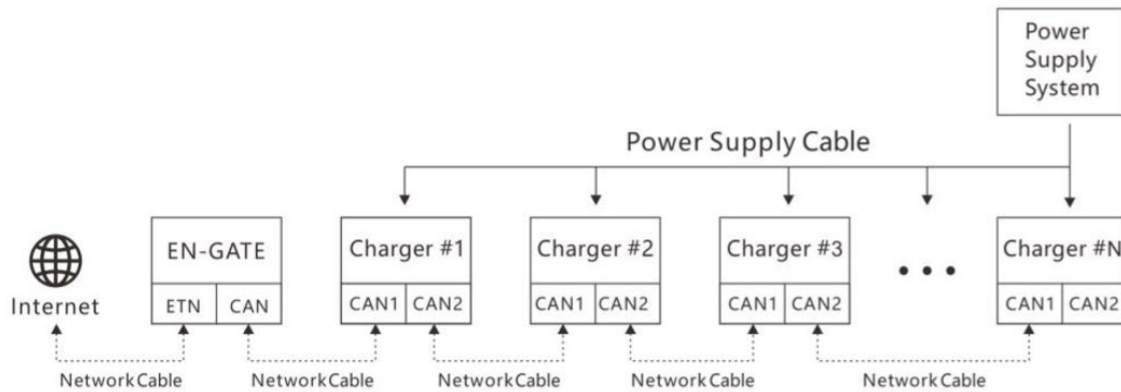 Power
Supply
System
Power Supply Cable
EN-GATE
Charger #1
Charger #2
Charger #3
Charger #N
Internet
ETN
CAN
CAN1
CAN2
CAN1
CAN2
CAN1
CAN2
CAN1
CAN2
Network Cable
Network Cable
Network Cable
Network Cable
Network Cable